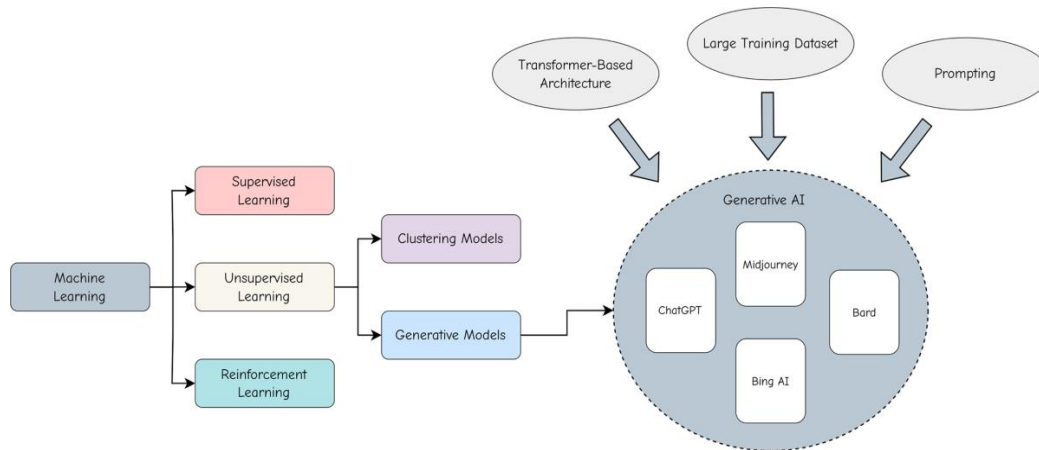 Large Training Dataset
Transformer-Based
Architecture
Prompting
Supervised
Learning
Generative AI
Clustering Models
Midjourney
Machine
Learning
Unsupervised
Learning
ChatGPT
Bard
Generative Models
Bing AI
Reinforcement
Learning